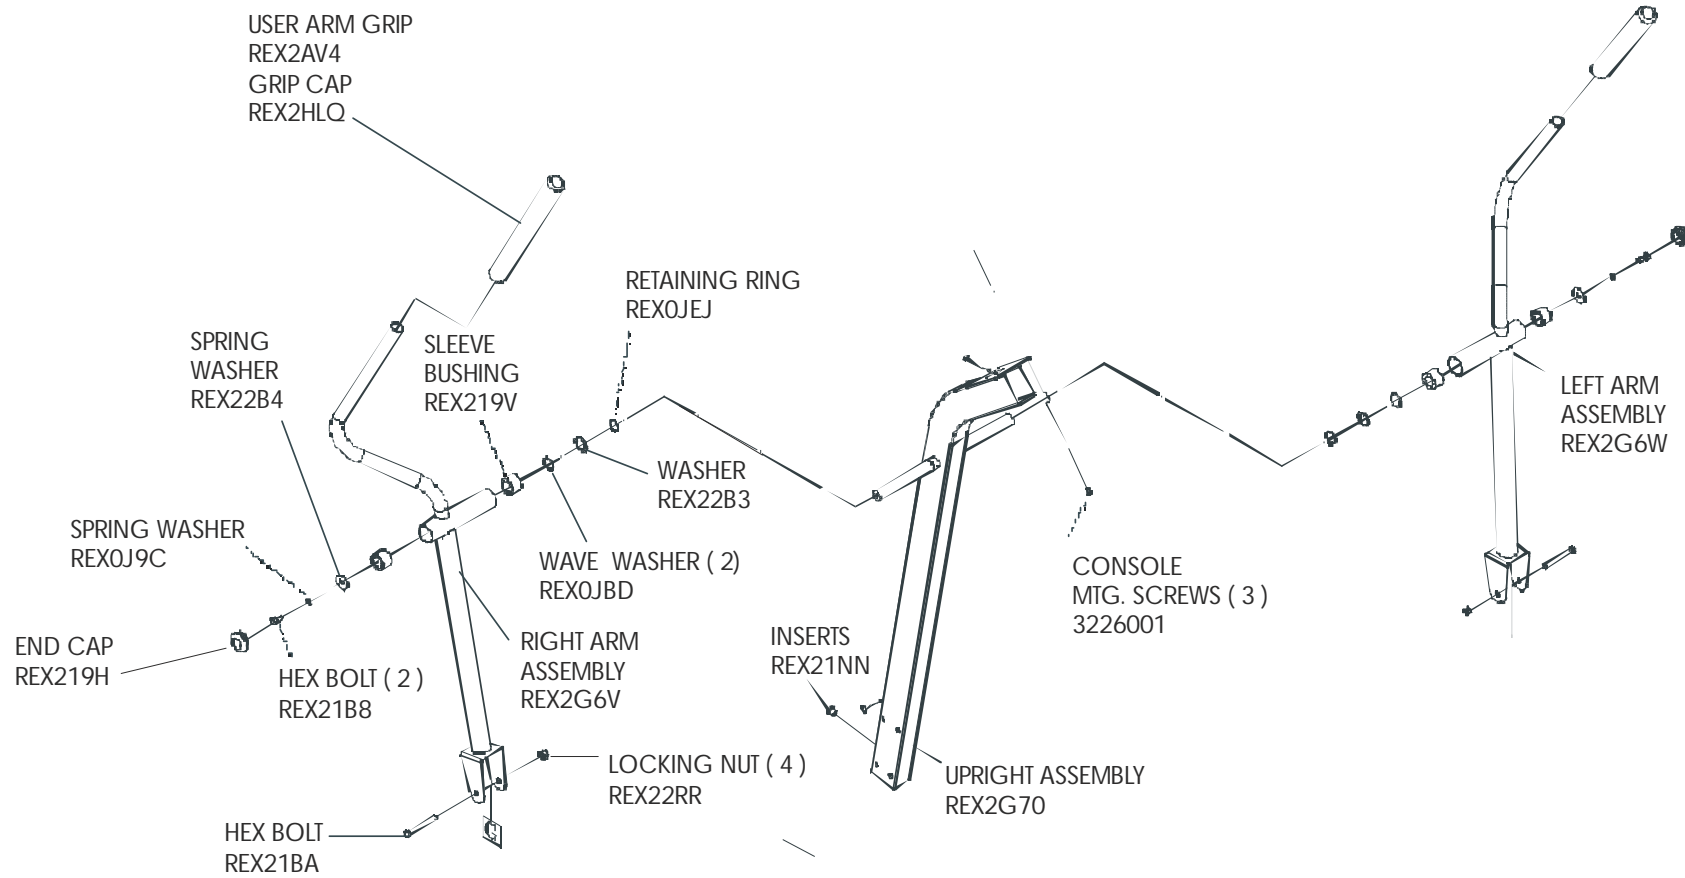 USER ARM GRIP
REX2AV4
GRIP CAP
REX2HLQ
RETAINING RING
REX0JEJ
SPRING
WASHER
REX22B4
SLEEVE
BUSHING
REX219V
LEFT ARM
ASSEMBLY
REX2G6W
WASHER
REX22B3
SPRING WASHER
REX0J9C
WAVE WASHER ( 2)
REX0JBD
CONSOLE
MTG. SCREWS ( 3 )
3226001
END CAP
REX219H
HEX BOLT ( 2 )
REX21B8
RIGHT ARM
ASSEMBLY
REX2G6V
INSERTS
REX21NN
LOCKING NUT ( 4 )
REX22RR
UPRIGHT ASSEMBLY
REX2G70
HEX BOLT
REX21BA